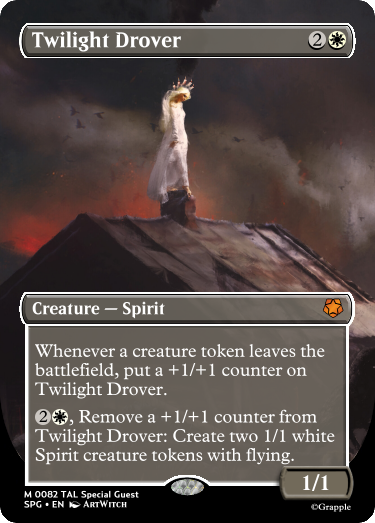 Twilight Drover 2
Creature — Spirit
Whenever a creature token leaves the
battlefield, put a +1/+1 counter on
Twilight Drover.
2, Remove a +1/+1 counter from
Twilight Drover: Create two 1/1 white
Spirit creature tokens with flying.
1/1
M 0082 TAL Special Guest
SPG • EN ArtWitch
©Grapple